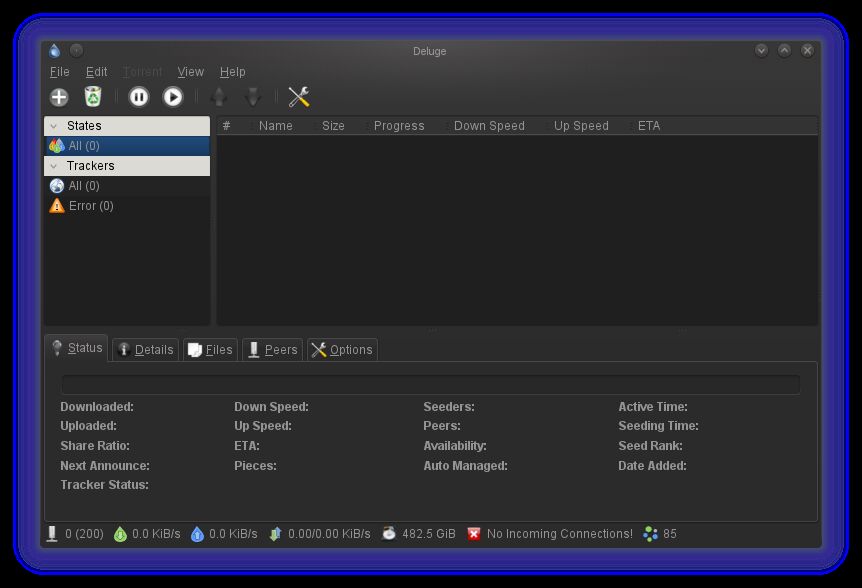 Deluge
File Edit Torrent View Help
States
All (0)
Trackers
All (0)
Error (0)
# Name Size Progress Down Speed Up Speed ETA
Status Details Files Peers Options
Downloaded: Down Speed: Seeders: Active Time:
Uploaded: Up Speed: Peers: Seeding Time:
Share Ratio: ETA: Availability: Seed Rank:
Next Announce: Pieces: Auto Managed: Date Added:
Tracker Status:
0 (200) 0.0 KiB/s 0.0 KiB/s 0.00/0.00 KiB/s 482.5 GiB No Incoming Connections! 85